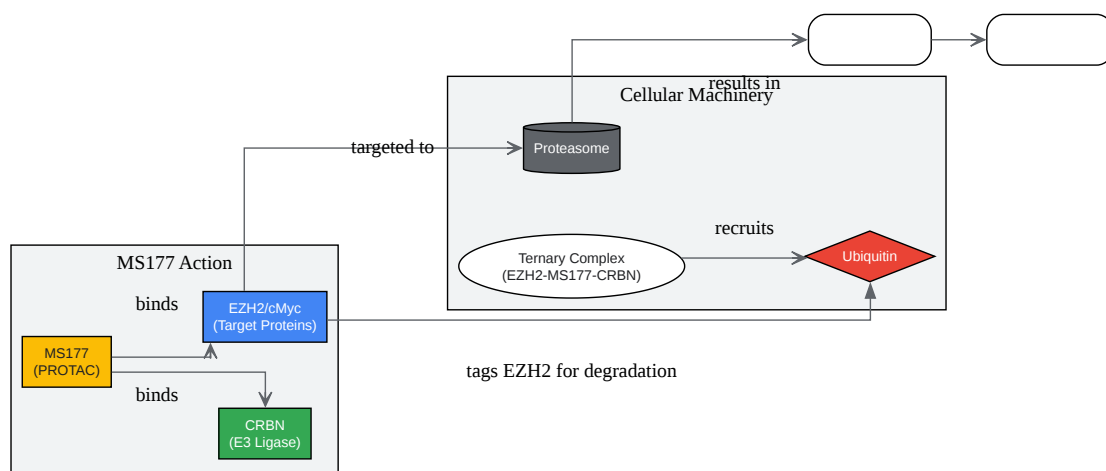 results in
Cellular Machinery
targeted to
Proteasome
recruits
Ternary Complex
(EZH2-MS177-CRBN)
Ubiquitin
MS177 Action
binds
EZH2/cMyc
(Target Proteins)
MS177
(PROTAC)
binds
tags EZH2 for degradation
CRBN
(E3 Ligase)